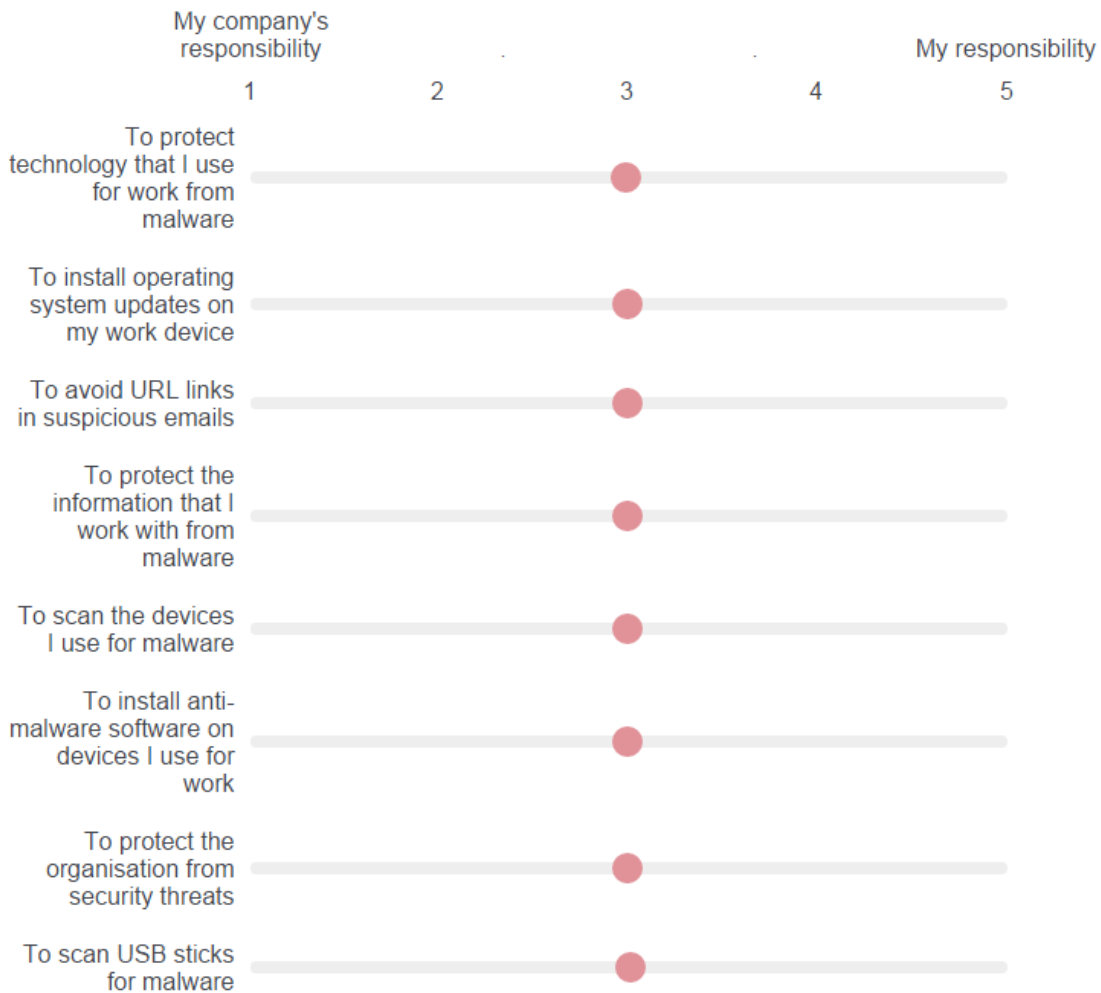 My company's
responsibility
.
.
My responsibility
1 2 3 4 5
To protect
technology that I use
for work from
malware
To install operating
system updates on
my work device
To avoid URL links
in suspicious emails
To protect the
information that I
work with from
malware
To scan the devices
I use for malware
To install anti-
malware software on
devices I use for
work
To protect the
organisation from
security threats
To scan USB sticks
for malware